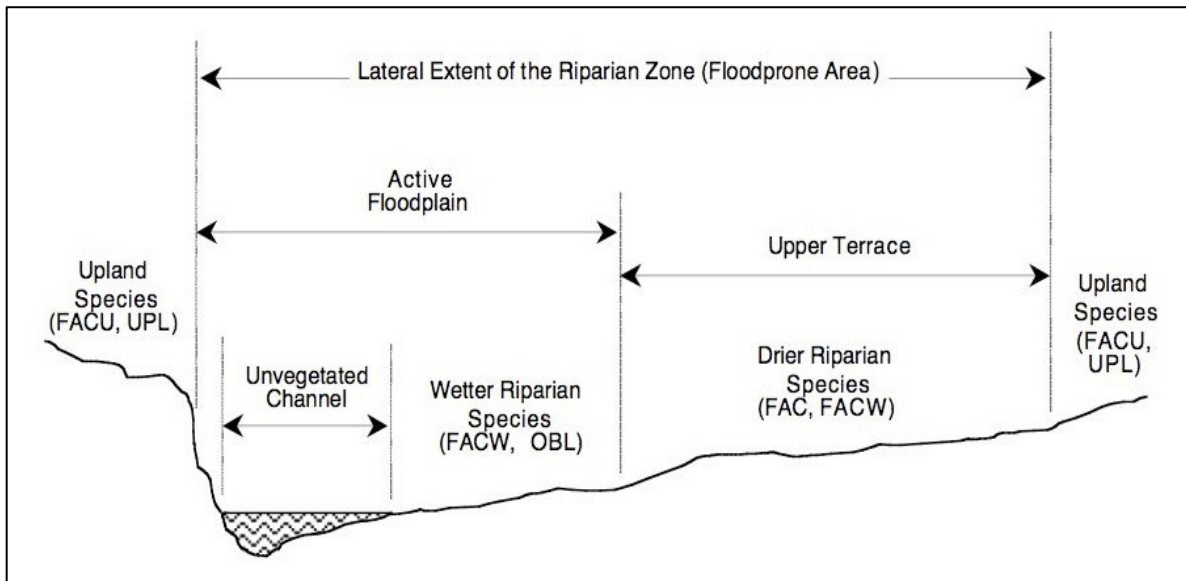 Lateral Extent of the Riparian Zone (Floodprone Area)
Active
Floodplain
Upper Terrace
Upland
Species
(FACU, UPL)
Upland
Species
(FACU,
UPL)
Unvegetated
Channel
Wetter Riparian
Species
(FACW, OBL)
Drier Riparian
Species
(FAC, FACW)